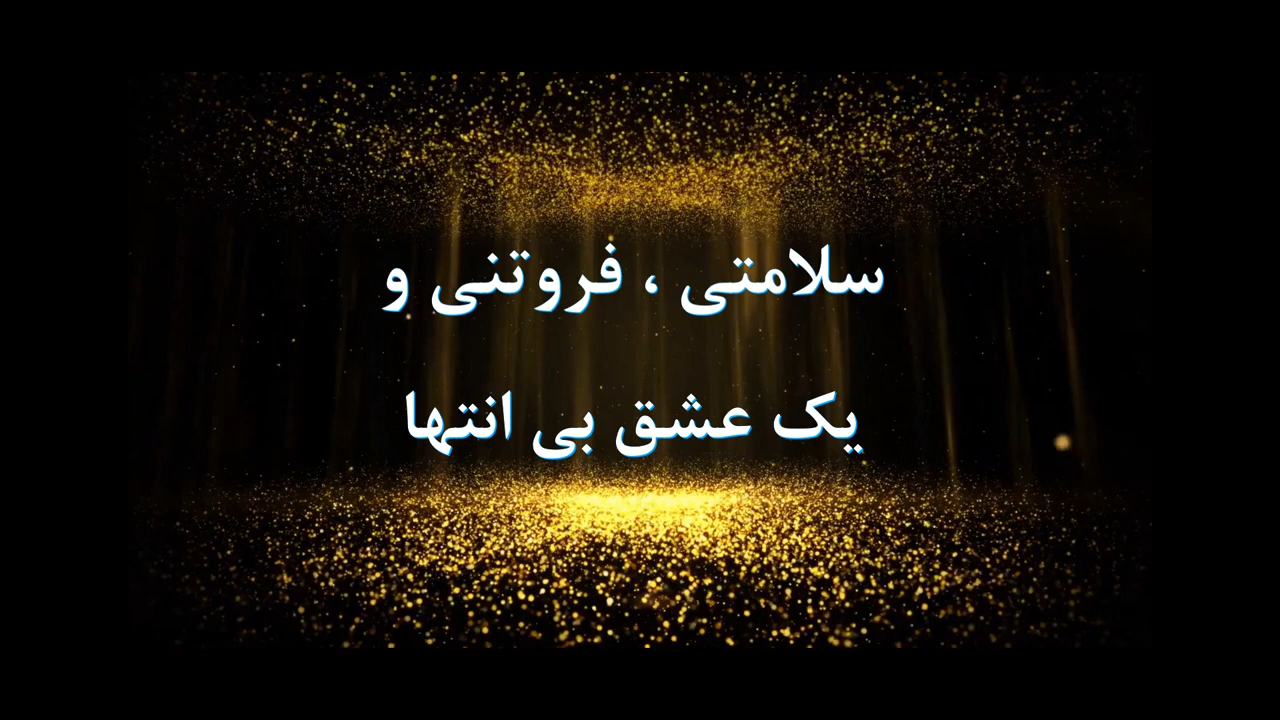 سلامتی ، فروتنی و
یک عشق بی انتها